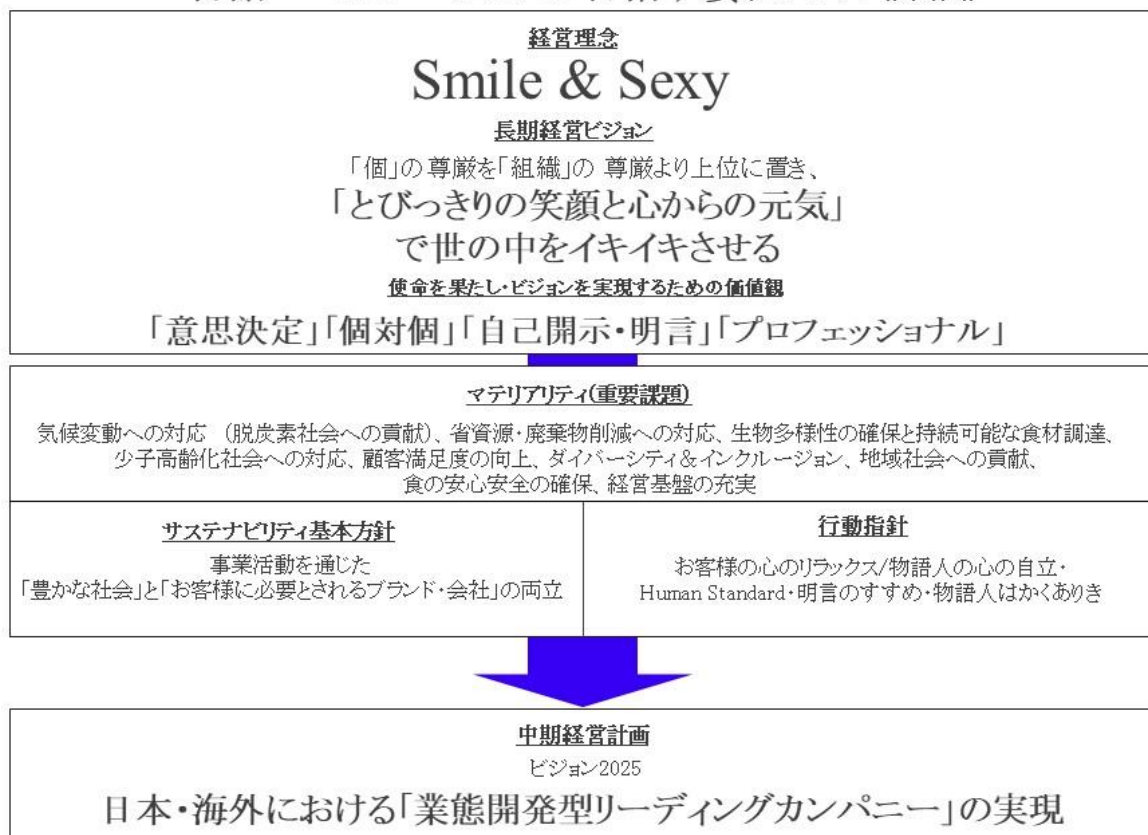 経営理念
Smile & Sexy
長期経営ビジョン
「個」の 尊厳を「組織」の 尊厳より上位に置き、
「とびっきりの笑顔と心からの元気」
で世の中をイキイキさせる
使命を果たし・ビジョンを実現するための価値観
「意思決定」「個対個」「自己開示・明言」「プロフェッショナル」
マテリアリティ(重要課題)
気候変動への対応 (脱炭素社会への貢献)、省資源・廃棄物削減への対応、生物多様性の確保と持続可能な食材調達、
少子高齢化社会への対応、顧客満足度の向上、ダイバーシティ&インクルージョン、地域社会への貢献、
食の安心安全の確保、経営基盤の充実
サステナビリティ基本方針
事業活動を通じた
「豊かな社会」と「お客様に必要とされるブランド・会社」の両立
行動指針
お客様の心のリラックス/物語人の心の自立・
Human Standard・明言のすすめ・物語人はかくありき
中期経営計画
ビジョン2025
日本・海外における「業態開発型リーディングカンパニー」の実現